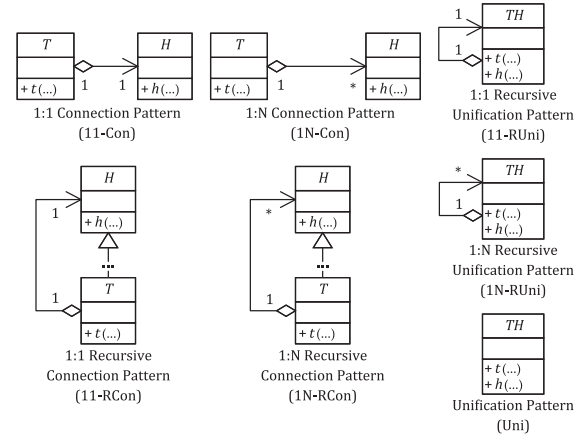 T
+ t(...)
1
1
H
+ h(...)
1:1 Connection Pattern
(11-Con)
T
+ t(...)
1
*
H
+ h(...)
1:N Connection Pattern
(1N-Con)
1
1
TH
+ t(...)
+ h(...)
1:1 Recursive
Unification Pattern
(11-RUni)
H
+ h(...)
1
...
1
T
+ t(...)
1:1 Recursive
Connection Pattern
(11-RCon)
H
+ h(...)
*
...
1
T
+ t(...)
1:N Recursive
Connection Pattern
(1N-RCon)
*
1
TH
+ t(...)
+ h(...)
1:N Recursive
Unification Pattern
(1N-RUni)
TH
+ t(...)
+ h(...)
Unification Pattern
(Uni)